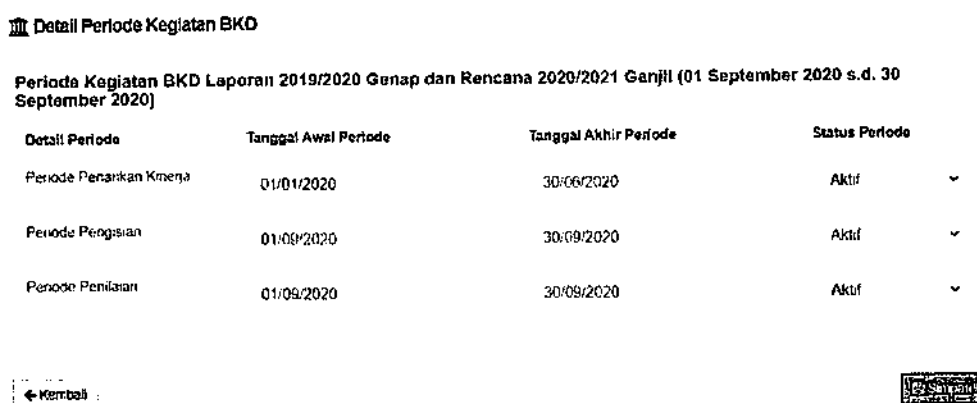 Detail Periode Kegiatan BKD
Periode Kegiatan BKD Laporan 2019/2020 Genap dan Rencana 2020/2021 Ganjil (01 September 2020 s.d. 30
September 2020)
Detail Periode Tanggal Awal Periode Tanggal Akhir Periode Status Periode
Periode Penarikan Kinerja 01/01/2020 30/06/2020 Aktif
Periode Pengisian 01/09/2020 30/09/2020 Aktif
Periode Penilaian 01/09/2020 30/09/2020 Aktif
Kembali Simpan